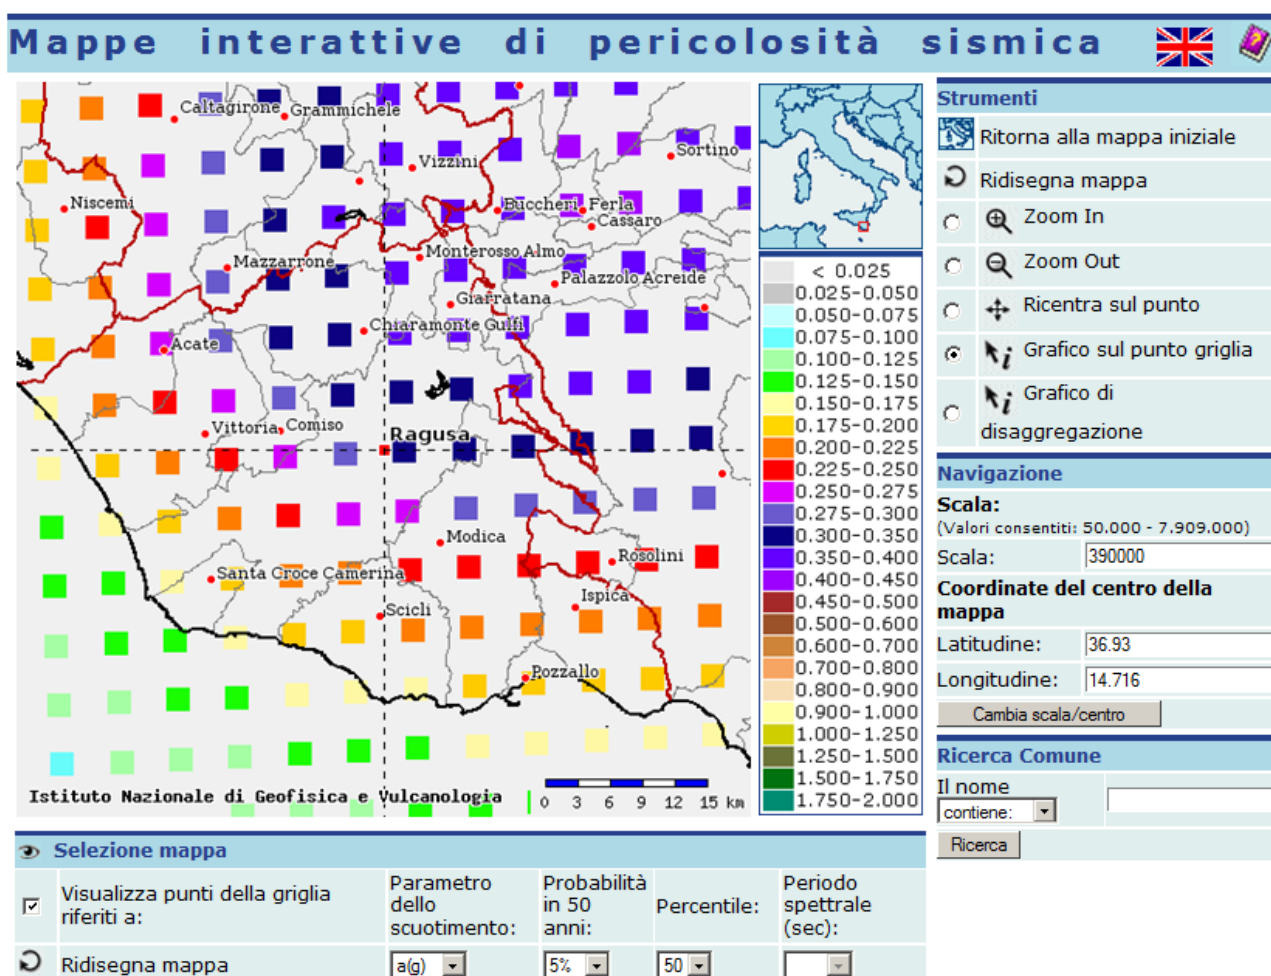 Mappe interattive di pericolosità sismica
Caltagirone
Grammichele
Vizzini
Sortino
Niscemi
Buccheri
Ferla
Cassaro
Mazzarrone
Monterosso Almo
Palazzolo Acreide
Giarratana
Chiaramonte Gulfi
Acate
Vittoria
Comiso
Ragusa
Modica
Rosolini
Santa Croce Camerina
Ispica
Scicli
Pozzallo
Istituto Nazionale di Geofisica e Vulcanologia
0 3 6 9 12 15 km
< 0.025
0.025-0.050
0.050-0.075
0.075-0.100
0.100-0.125
0.125-0.150
0.150-0.175
0.175-0.200
0.200-0.225
0.225-0.250
0.250-0.275
0.275-0.300
0.300-0.350
0.350-0.400
0.400-0.450
0.450-0.500
0.500-0.600
0.600-0.700
0.700-0.800
0.800-0.900
0.900-1.000
1.000-1.250
1.250-1.500
1.500-1.750
1.750-2.000
Strumenti
Ritorna alla mappa iniziale
Ridisegna mappa
Zoom In
Zoom Out
Ricentra sul punto
Grafico sul punto griglia
Grafico di
disaggregazione
Navigazione
Scala:
(Valori consentiti: 50.000 - 7.909.000)
Scala: 390000
Coordinate del centro della
mappa
Latitudine: 36.93
Longitudine: 14.716
Cambia scala/centro
Ricerca Comune
Il nome
contiene:
Ricerca
Selezione mappa
Visualizza punti della griglia
riferiti a:
Parametro
dello
scuotimento:
Probabilità
in 50
anni:
Percentile:
Periodo
spettrale
(sec):
Ridisegna mappa
a(g)
5%
50